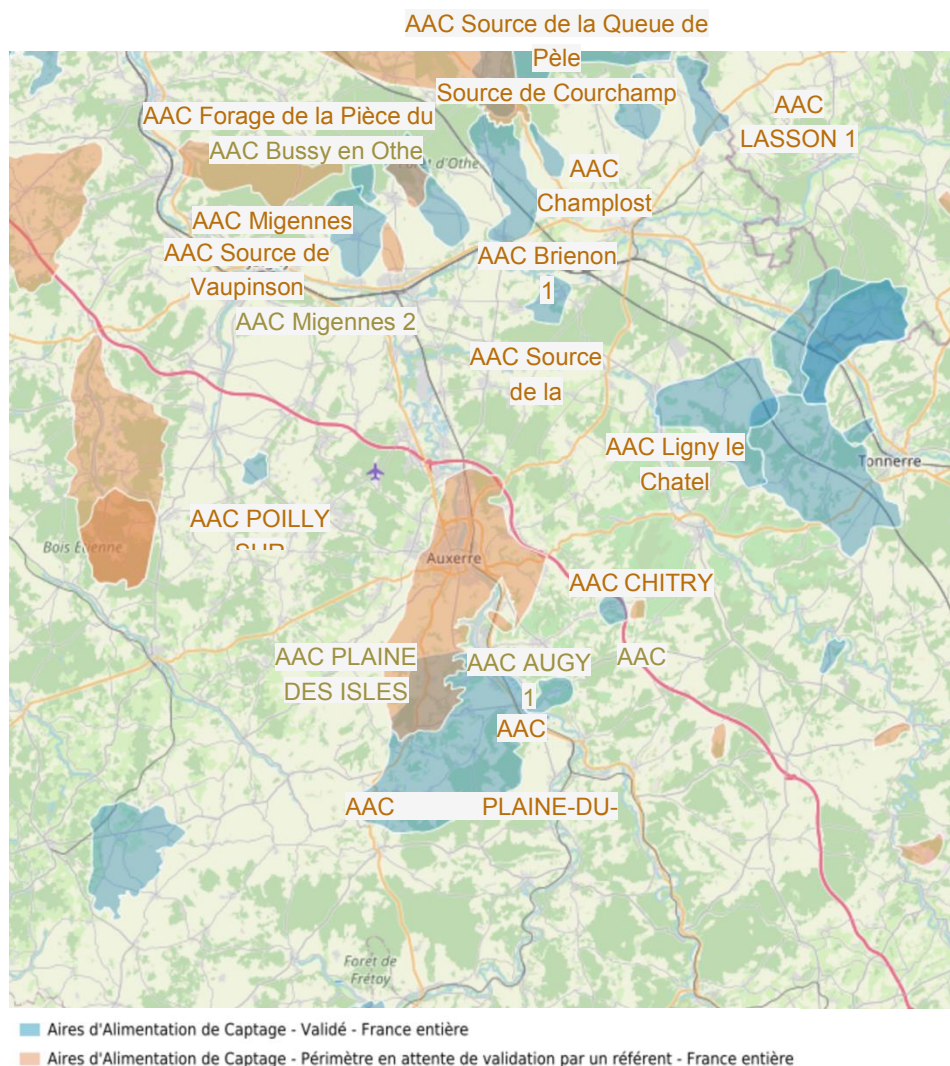 AAC Source de la Queue de
Pèle
Source de Courchamp
AAC
LASSON 1
AAC Forage de la Pièce du
AAC Bussy en Othe
d'Othe
AAC
Champlost
AAC Migennes
AAC Source de
Vaupinson
AAC Brienon
1
AAC Migennes 2
AAC Source
de la
AAC Ligny le
Chatel
Tonnerre
AAC POILLY
SUR
Bois Etienne
Auxerre
AAC CHITRY
AAC PLAINE
DES ISLES
AAC AUGY
1
AAC
AAC
AAC PLAINE-DU-
Foret de
Frétoy
Aires d'Alimentation de Captage - Validé - France entière
Aires d'Alimentation de Captage - Périmètre en attente de validation par un référent - France entière